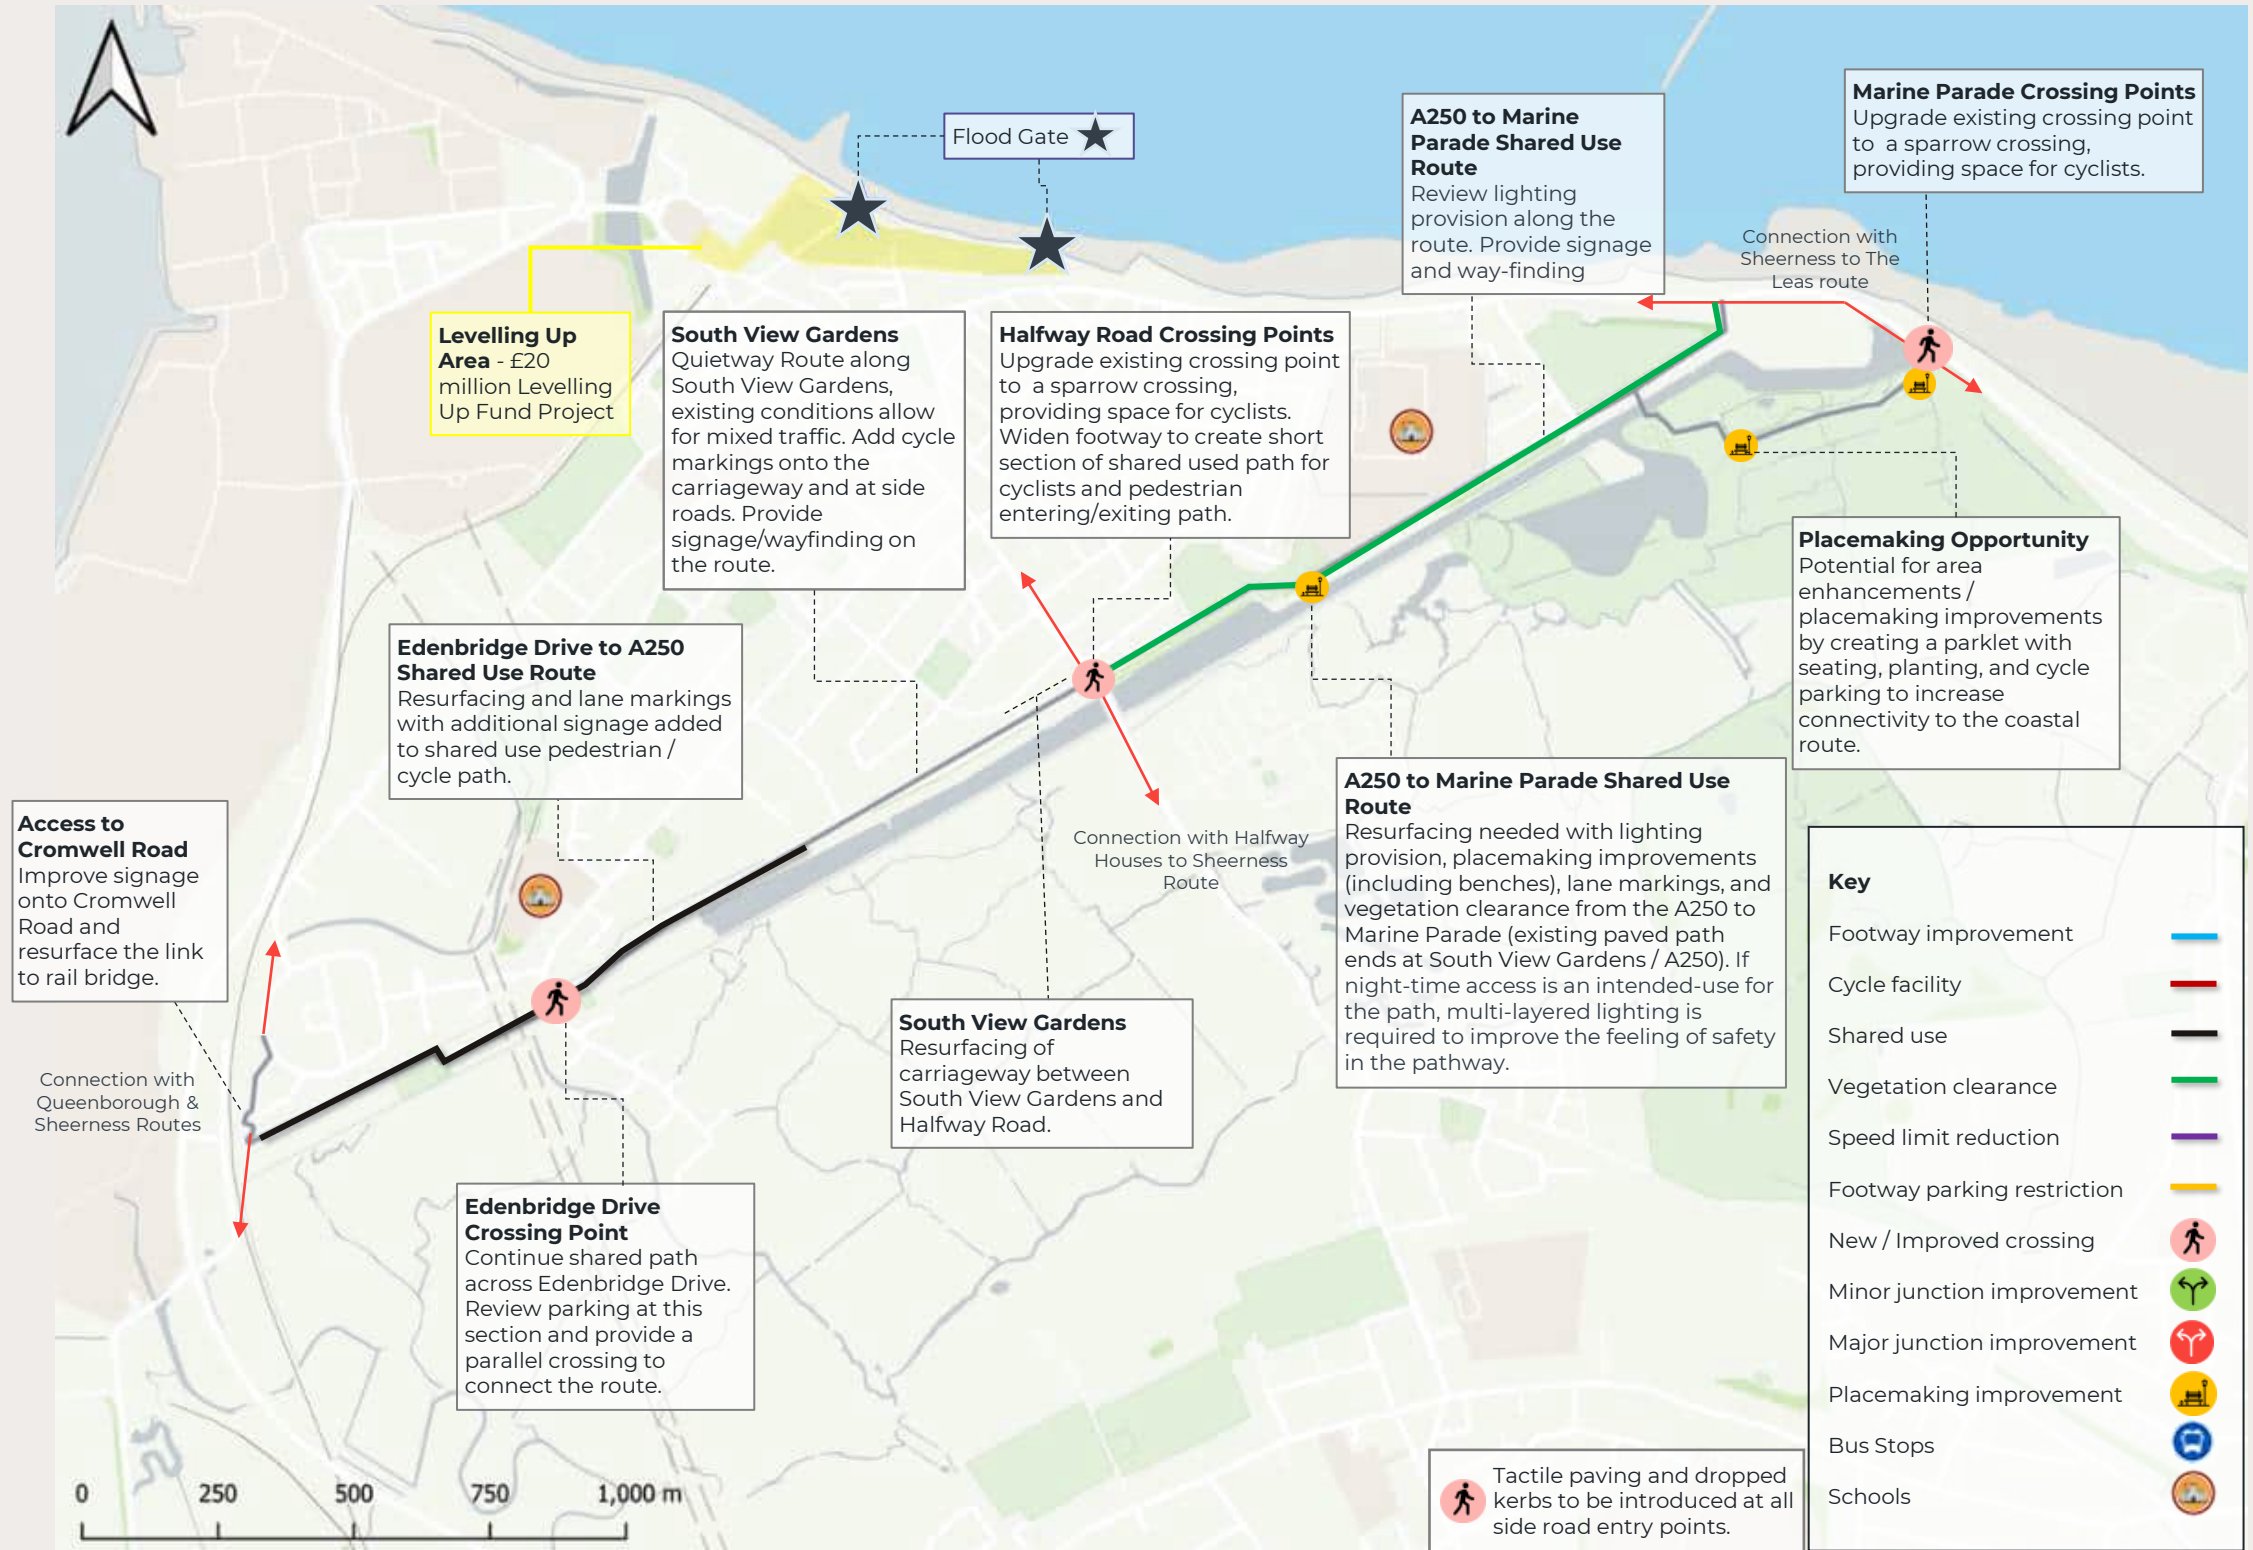 Flood Gate
A250 to Marine
Parade Shared Use
Route
Review lighting
provision along the
route. Provide signage
and way-finding
Marine Parade Crossing Points
Upgrade existing crossing point
to a sparrow crossing,
providing space for cyclists.
Connection with
Sheerness to The
Leas route
Levelling Up
Area - £20
million Levelling
Up Fund Project
South View Gardens
Quietway Route along
South View Gardens,
existing conditions allow
for mixed traffic. Add cycle
markings onto the
carriageway and at side
roads. Provide
signage/wayfinding on
the route.
Halfway Road Crossing Points
Upgrade existing crossing point
to a sparrow crossing,
providing space for cyclists.
Widen footway to create short
section of shared used path for
cyclists and pedestrian
entering/exiting path.
Placemaking Opportunity
Potential for area
enhancements /
placemaking improvements
by creating a parklet with
seating, planting, and cycle
parking to increase
connectivity to the coastal
route.
Edenbridge Drive to A250
Shared Use Route
Resurfacing and lane markings
with additional signage added
to shared use pedestrian /
cycle path.
Access to
Cromwell Road
Improve signage
onto Cromwell
Road and
resurface the link
to rail bridge.
Connection with Halfway
Houses to Sheerness
Route
A250 to Marine Parade Shared Use
Route
Resurfacing needed with lighting
provision, placemaking improvements
(including benches), lane markings, and
vegetation clearance from the A250 to
Marine Parade (existing paved path
ends at South View Gardens / A250). If
night-time access is an intended-use for
the path, multi-layered lighting is
required to improve the feeling of safety
in the pathway.
Connection with
Queenborough &
Sheerness Routes
South View Gardens
Resurfacing of
carriageway between
South View Gardens and
Halfway Road.
Edenbridge Drive
Crossing Point
Continue shared path
across Edenbridge Drive.
Review parking at this
section and provide a
parallel crossing to
connect the route.
Key
Footway improvement
Cycle facility
Shared use
Vegetation clearance
Speed limit reduction
Footway parking restriction
New / Improved crossing
Minor junction improvement
Major junction improvement
Placemaking improvement
Bus Stops
Schools
Tactile paving and dropped
kerbs to be introduced at all
side road entry points.
0 250 500 750 1,000 m